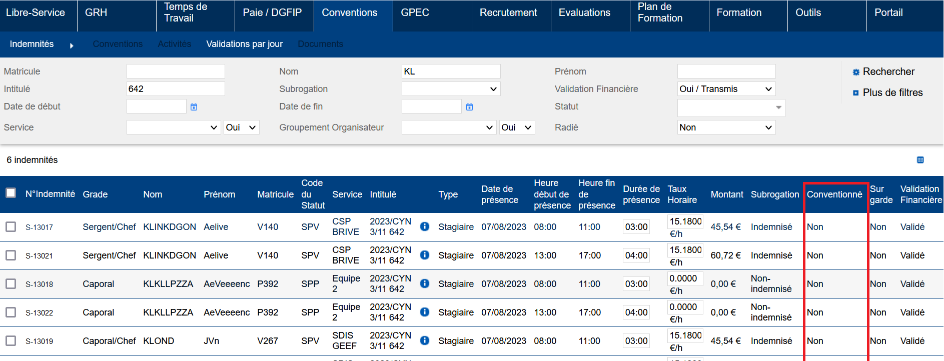 Libre-Service GRH Temps de Travail Paie / DGFIP Conventions GPEC Recrutement Evaluations Plan de Formation Formation Outils Portail
Indemnités Conventions Activités Validations par jour Documents
Matricule Nom KL Prénom Rechercher
Intitulé 642 Subrogation Validation Financière Oui / Transmis Plus de filtres
Date de début Date de fin Statut
Service Oui Groupement Organisateur Oui Radié Non
6 indemnités
N°Indemnité Grade Nom Prénom Matricule Code du Statut Service Intitulé Type Date de présence Heure début de présence Heure fin de présence Durée de présence Taux Horaire Montant Subrogation Conventionné Sur garde Validation Financière
S-13017 Sergent/Chef KLINKDGON Aelive V140 SPV CSP BRIVE 2023/CYN 3/11 642 Stagiaire 07/08/2023 08:00 11:00 03:00 15.1800 €/h 45,54 € Indemnisé Non Non Validé
S-13021 Sergent/Chef KLINKDGON Aelive V140 SPV CSP BRIVE 2023/CYN 3/11 642 Stagiaire 07/08/2023 13:00 17:00 04:00 15.1800 €/h 60,72 € Indemnisé Non Non Validé
S-13018 Caporal KLKLLPZZA AeVeeeenc P392 SPP Equipe 2 2023/CYN 3/11 642 Stagiaire 07/08/2023 08:00 11:00 03:00 0.0000 €/h 0,00 € Non-indemnisé Non Non Validé
S-13022 Caporal KLKLLPZZA AeVeeeenc P392 SPP Equipe 2 2023/CYN 3/11 642 Stagiaire 07/08/2023 13:00 17:00 04:00 0.0000 €/h 0,00 € Non-indemnisé Non Non Validé
S-13019 Caporal/Chef KLOND JVn V267 SPV SDIS GEEF 2023/CYN 3/11 642 Stagiaire 07/08/2023 08:00 11:00 03:00 15.1800 €/h 45,54 € Indemnisé Non Non Validé